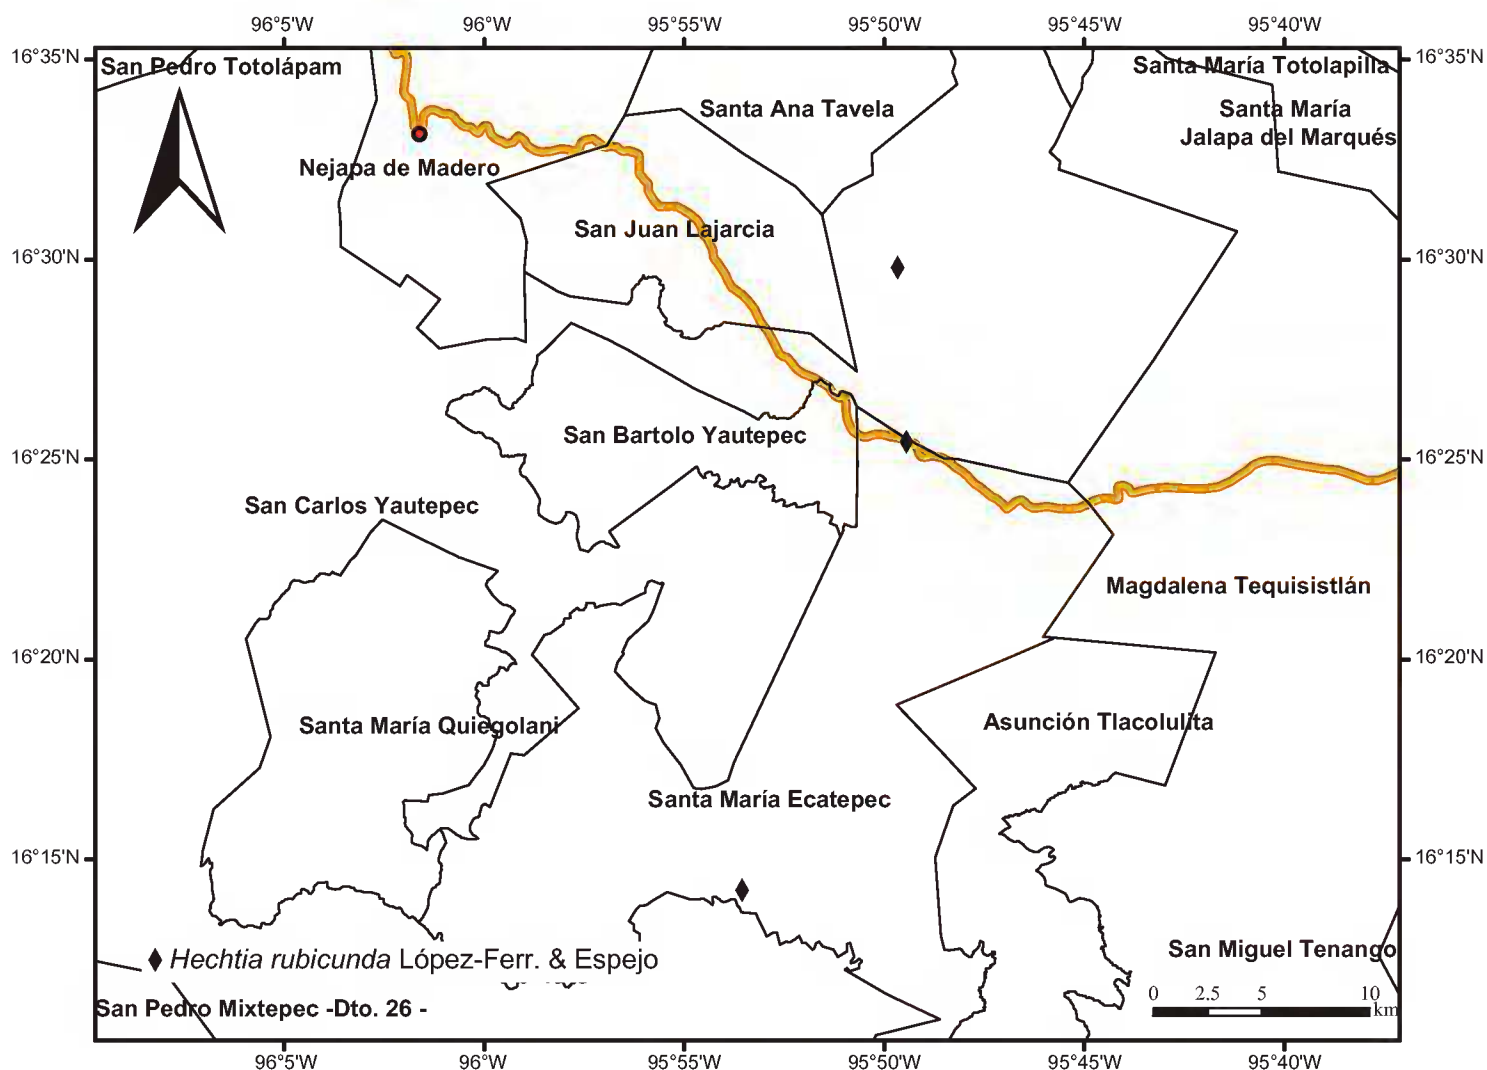 96°5'W 96°W 95°55'W 95°50'W 95°45'W 95°40'W
16°35'N 16°35'N
San Pedro Totolápam
Santa María Totolapilla
Santa Ana Tavela
Santa María
Jalapa del Marqués
Nejapa de Madero
San Juan Lajarcia
16°30'N 16°30'N
San Bartolo Yautepec
16°25'N 16°25'N
San Carlos Yautepec
Magdalena Tequisistlán
16°20'N 16°20'N
Santa María Quiegolani
Asunción Tlacolulita
Santa María Ecatepec
16°15'N 16°15'N
San Miguel Tenango
Hechtia rubicunda López-Ferr. & Espejo
0 2.5 5 10
km
San Pedro Mixtepec -Dto. 26 -
96°5'W 96°W 95°55'W 95°50'W 95°45'W 95°40'W